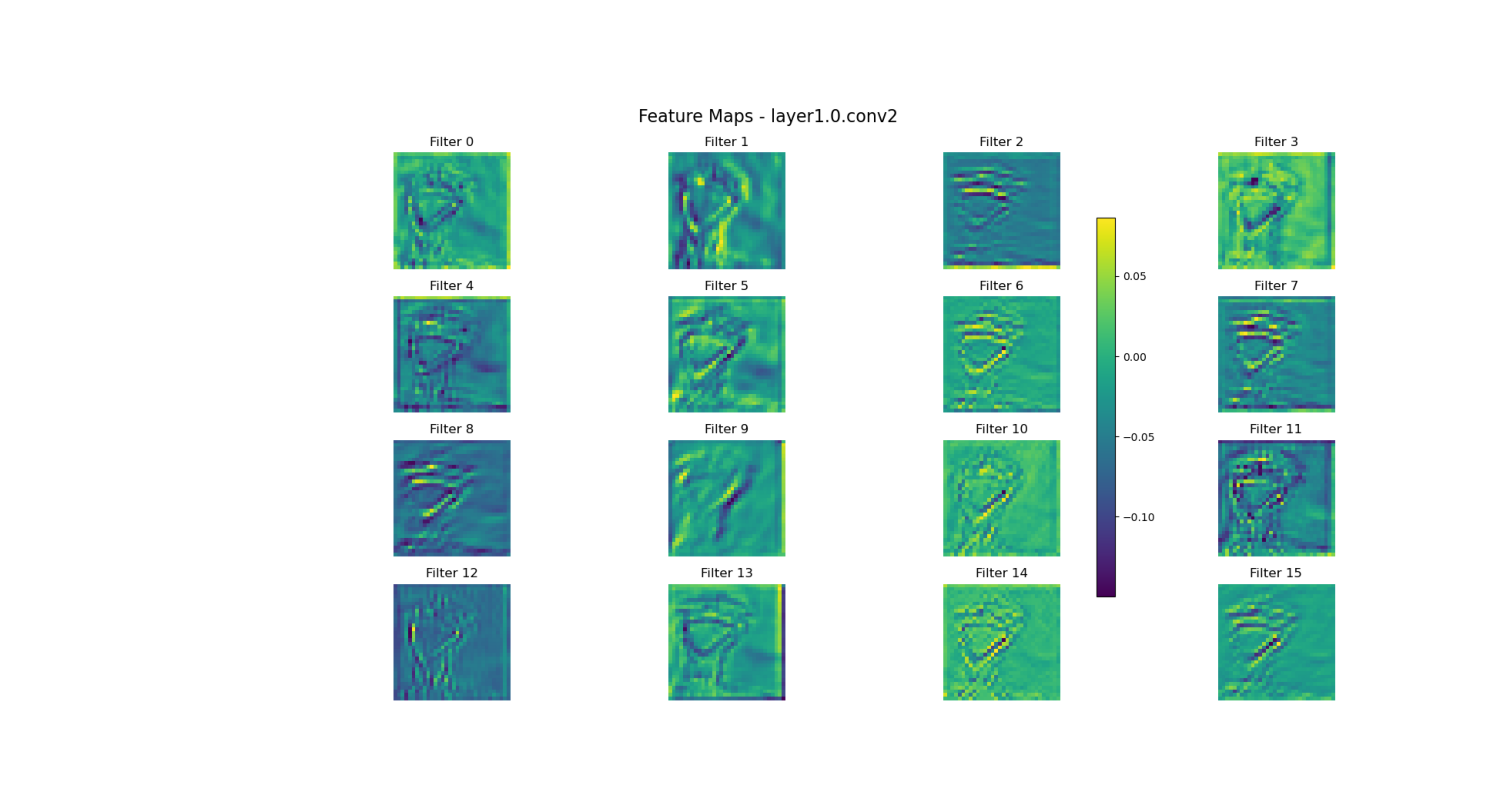 Feature Maps - layer1.0.conv2
Filter 0
Filter 1
Filter 2
Filter 3
Filter 4
Filter 5
Filter 6
Filter 7
Filter 8
Filter 9
Filter 10
Filter 11
Filter 12
Filter 13
Filter 14
Filter 15
0.05
0.00
−0.05
−0.10